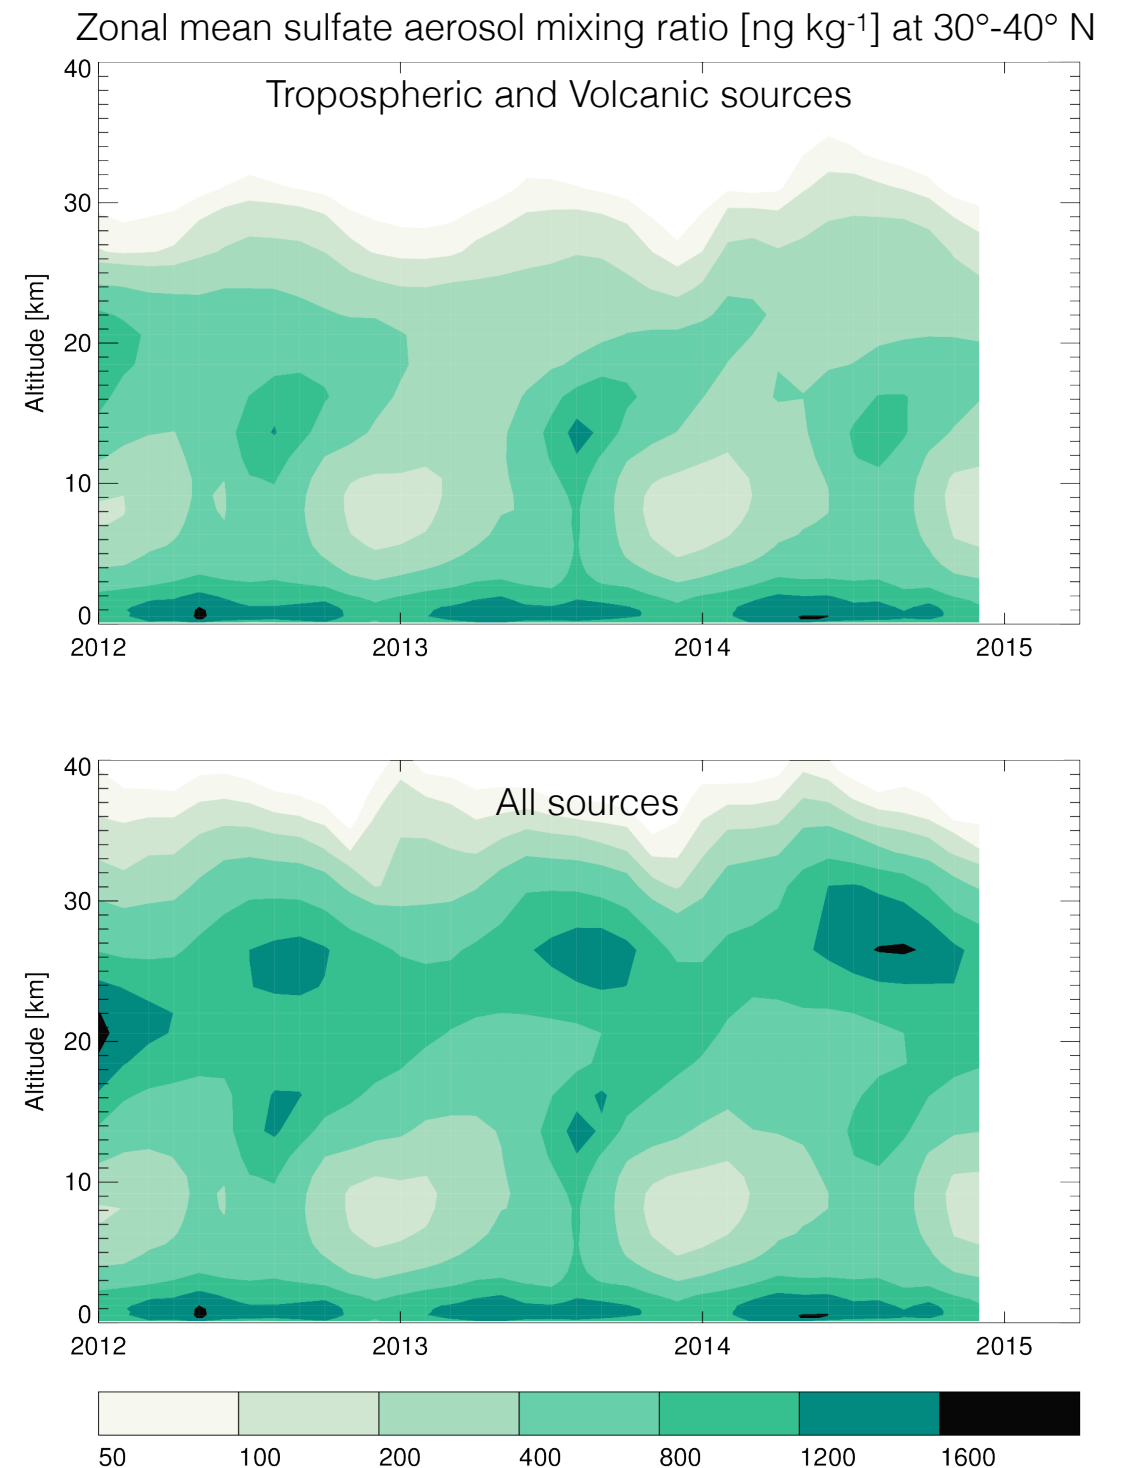 Zonal mean sulfate aerosol mixing ratio [ng kg-1] at 30°-40° N
Tropospheric and Volcanic sources
40
30
20
10
0
Altitude [km]
2012 2013 2014 2015
All sources
40
30
20
10
0
Altitude [km]
2012 2013 2014 2015
50 100 200 400 800 1200 1600